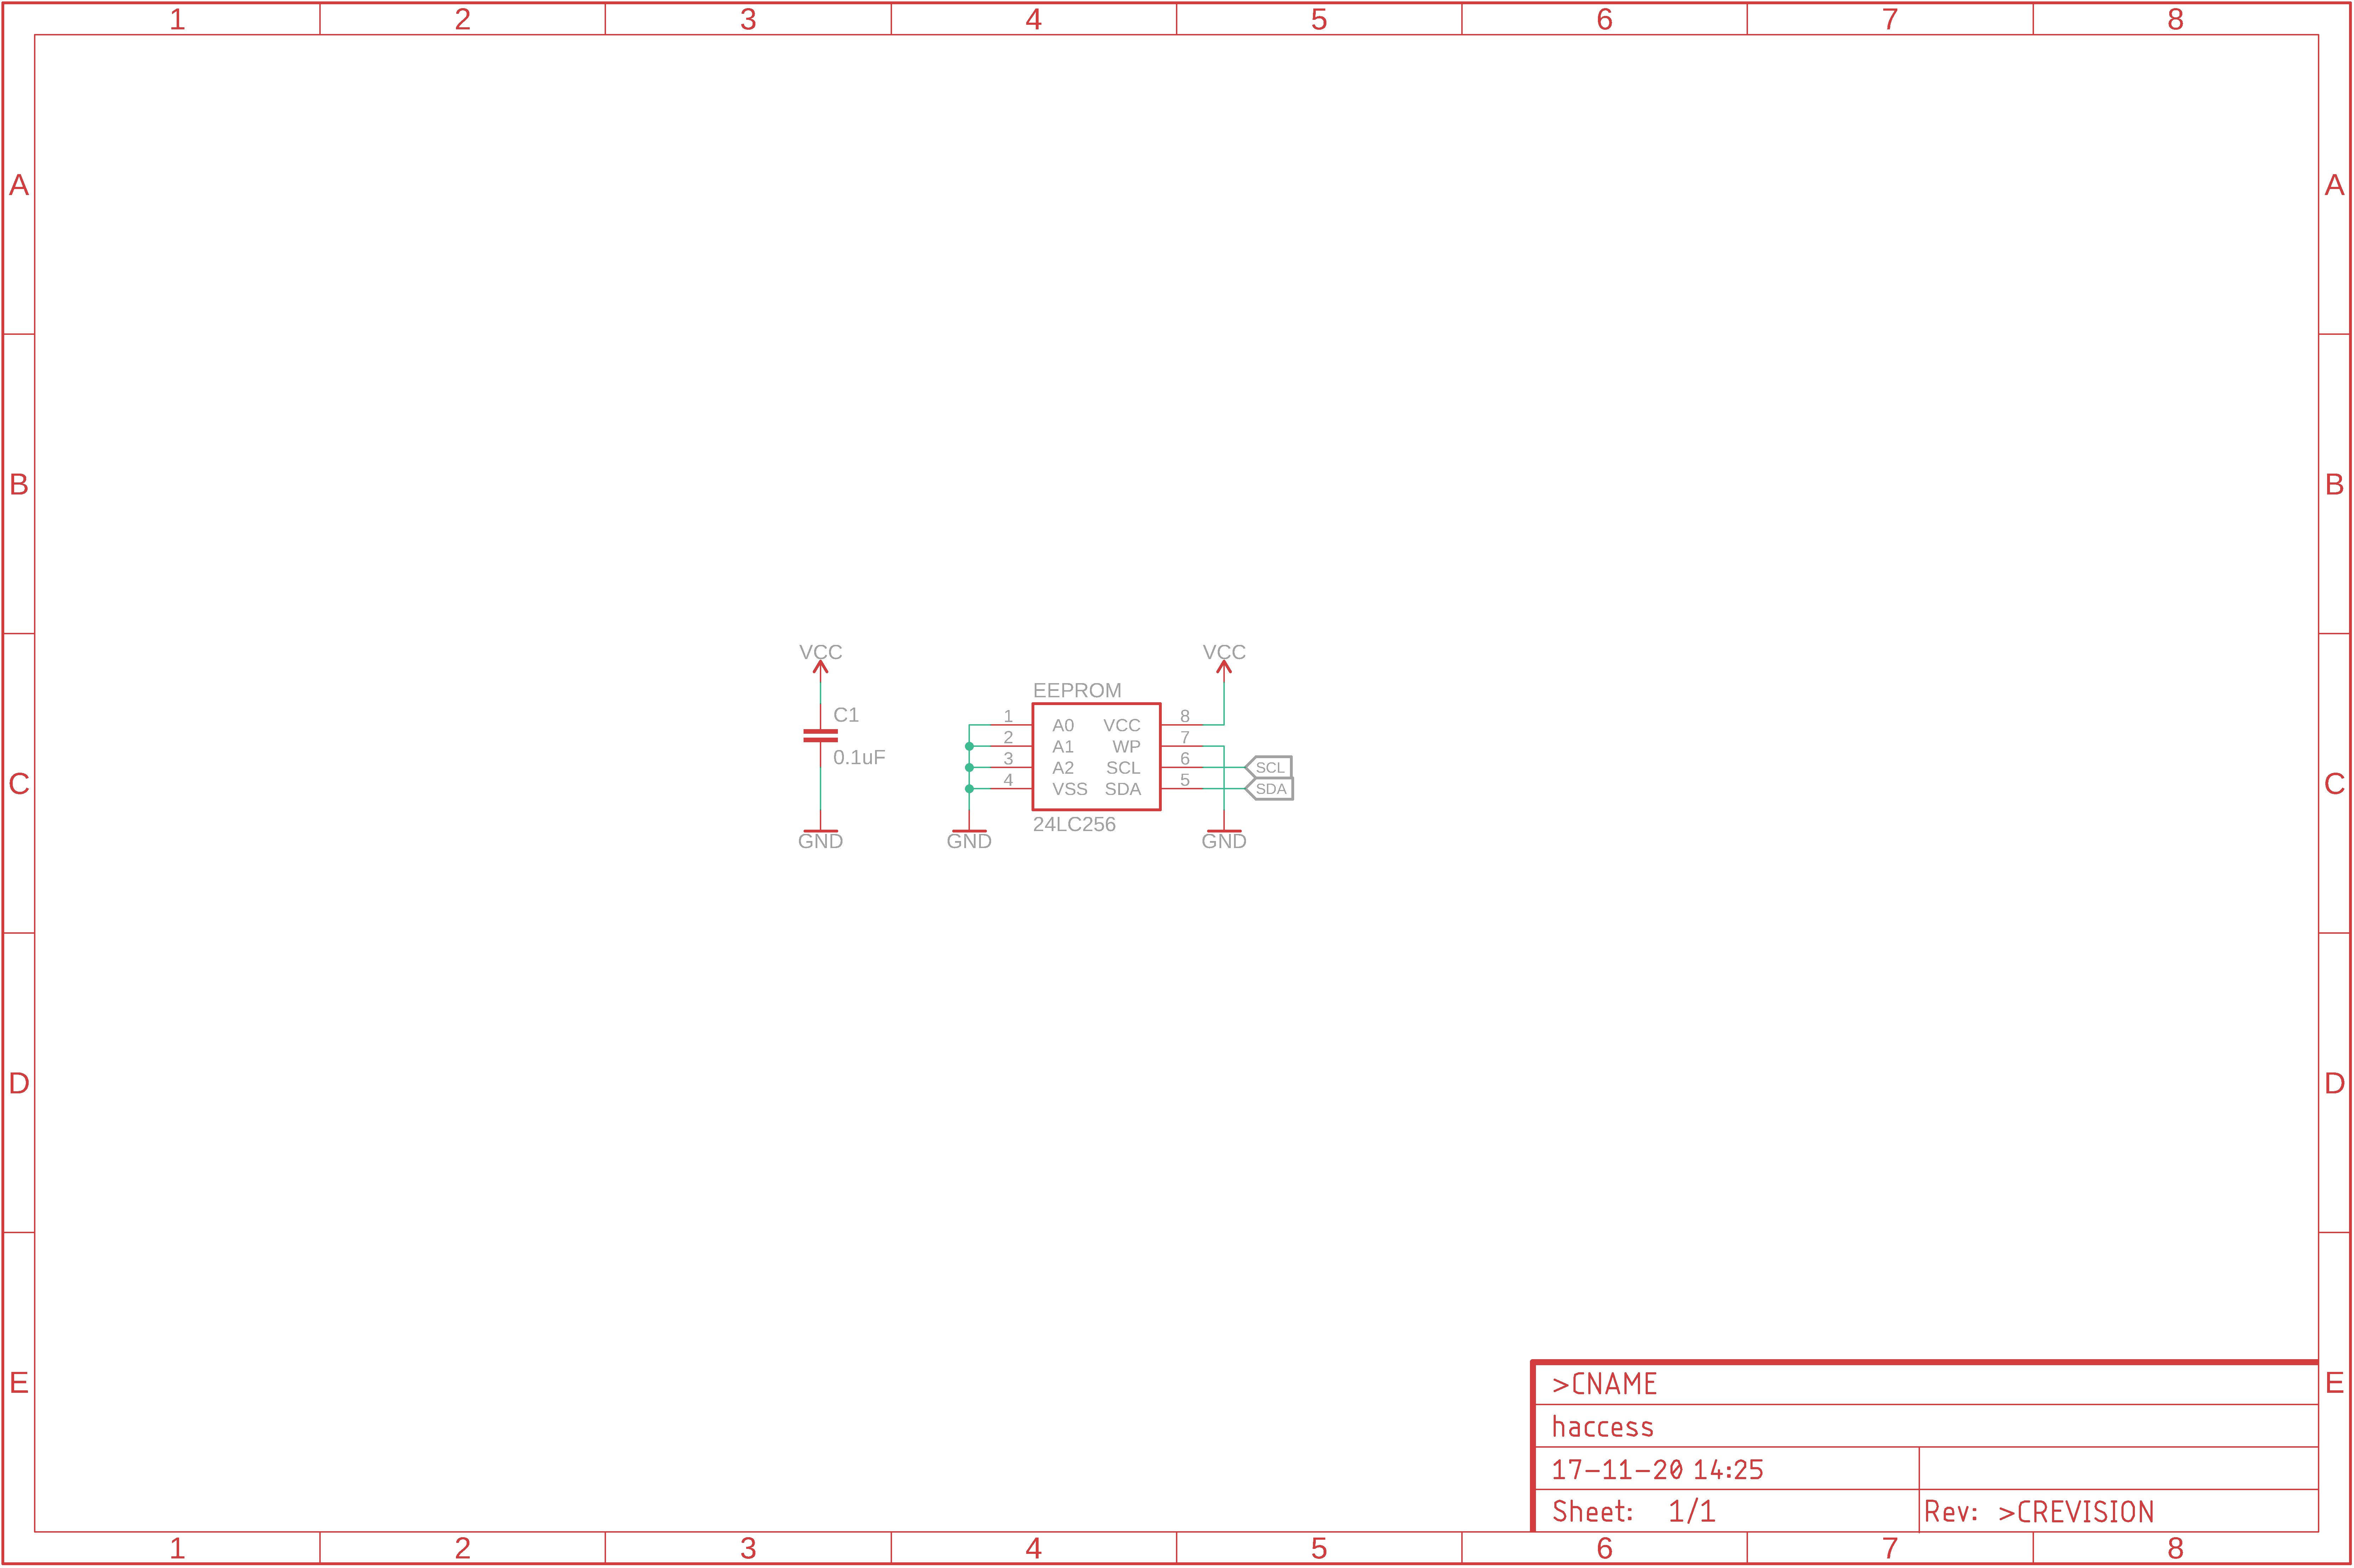 1 2 3 4 5 6 7 8
A A
B B
VCC VCC
EEPROM
C1
1 A0 VCC 8
2 A1 WP 7
0.1uF
3 A2 SCL 6 SCL
4 VSS SDA 5 SDA
C C
24LC256
GND GND GND
D D
E E
>CNAME
haccess
17-11-20 14:25
Sheet: 1/1 Rev: >CREVISION
1 2 3 4 5 6 7 8